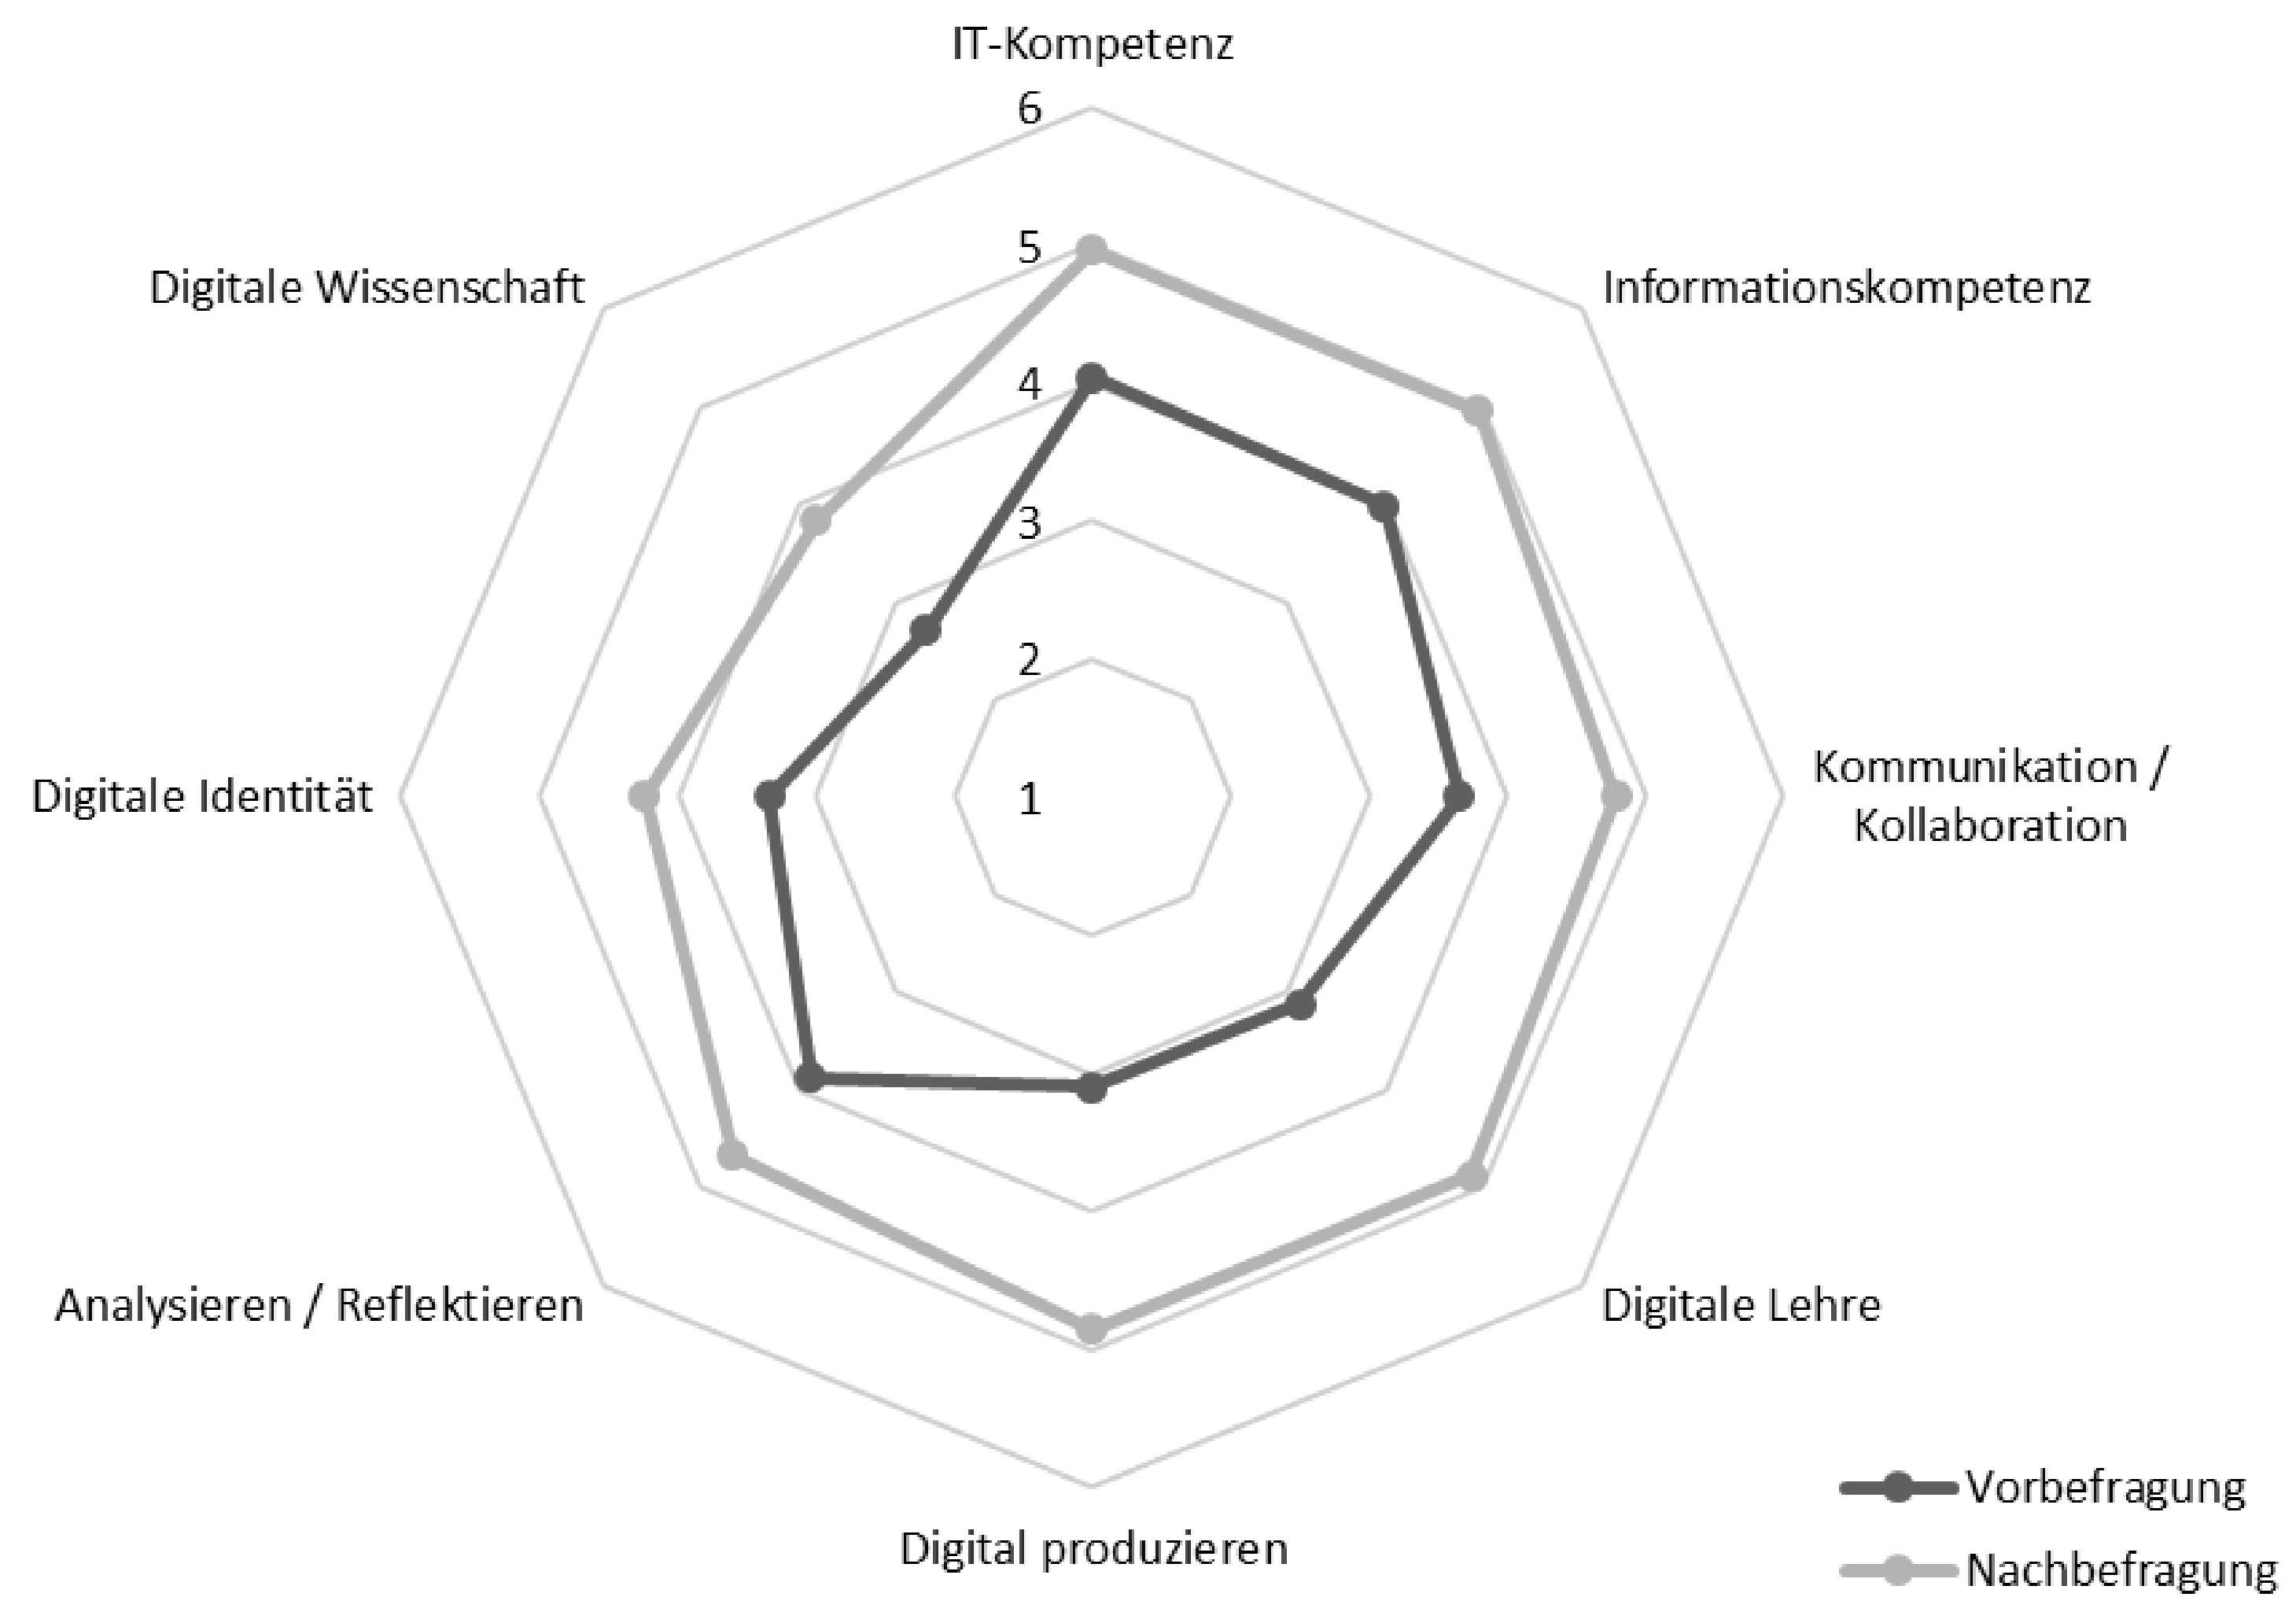 IT-Kompetenz
6
5
4
3
2
1
Digitale Wissenschaft
Informationskompetenz
Digitale Identität
Kommunikation /
Kollaboration
Analysieren / Reflektieren
Digitale Lehre
Digital produzieren
Vorbefragung
Nachbefragung